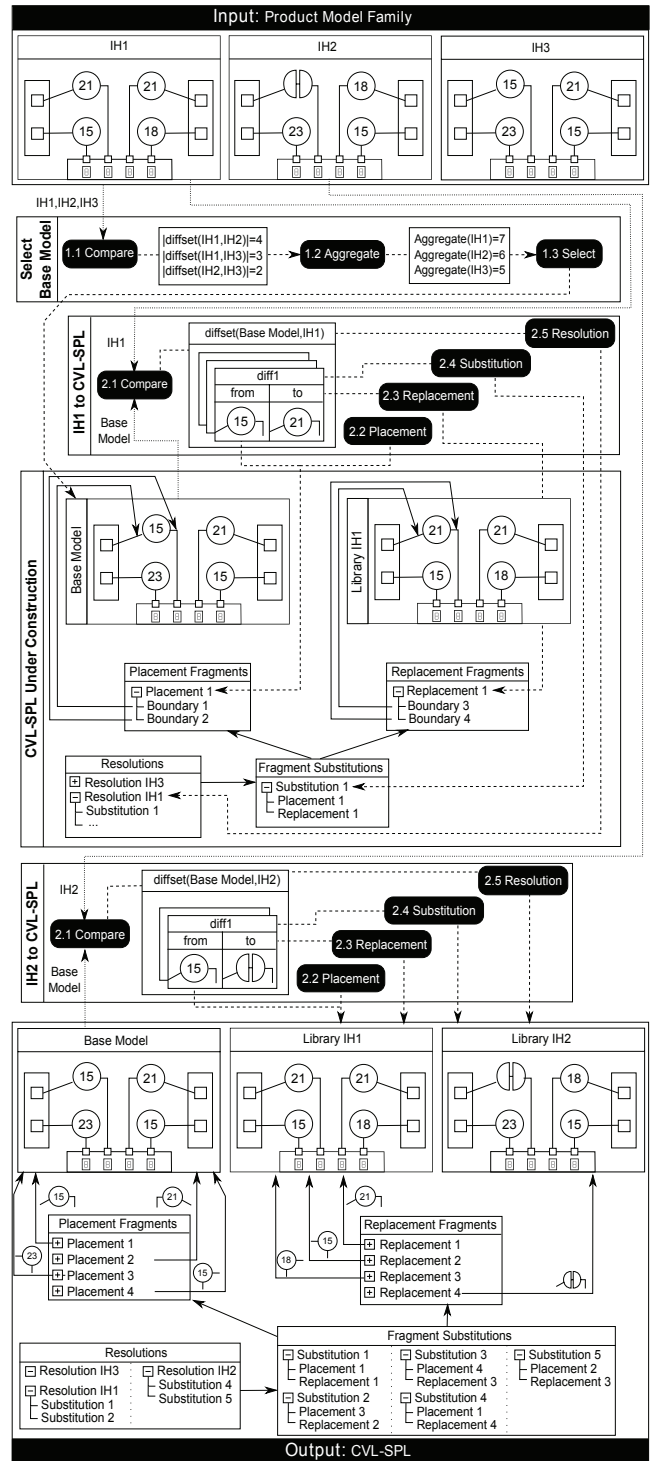 Input: Product Model Family
IH1
IH2
IH3
21
21
15
18
18
23
15
15
21
23
15
IH1,IH2,IH3
Select Base Model
1.1 Compare
|diffset(IH1,IH2)|=4
|diffset(IH1,IH3)|=3
|diffset(IH2,IH3)|=2
1.2 Aggregate
Aggregate(IH1)=7
Aggregate(IH2)=6
Aggregate(IH3)=5
1.3 Select
IH1 to CVL-SPL
IH1
2.1 Compare
Base Model
diffset(Base Model,IH1)
diff1
from
to
15
21
2.5 Resolution
2.4 Substitution
2.3 Replacement
2.2 Placement
CVL-SPL Under Construction
Base Model
15
21
23
15
Library IH1
21
21
15
18
Placement Fragments
Placement 1
Boundary 1
Boundary 2
Replacement Fragments
Replacement 1
Boundary 3
Boundary 4
Resolutions
Resolution IH3
Resolution IH1
Substitution 1
...
Fragment Substitutions
Substitution 1
Placement 1
Replacement 1
IH2 to CVL-SPL
IH2
2.1 Compare
Base Model
diffset(Base Model,IH2)
diff1
from
to
15
2.5 Resolution
2.4 Substitution
2.3 Replacement
2.2 Placement
Base Model
Library IH1
Library IH2
15
21
23
15
21
21
15
18
18
23
15
15
21
23
15
Placement Fragments
Placement 1
Placement 2
Placement 3
Placement 4
21
15
18
Replacement Fragments
Replacement 1
Replacement 2
Replacement 3
Replacement 4
Resolutions
Resolution IH3
Resolution IH1
Substitution 1
Substitution 2
Resolution IH2
Substitution 4
Substitution 5
Fragment Substitutions
Substitution 1
Placement 1
Replacement 1
Substitution 2
Placement 3
Replacement 2
Substitution 3
Placement 4
Replacement 3
Substitution 4
Placement 1
Replacement 4
Substitution 5
Placement 2
Replacement 3
Output: CVL-SPL